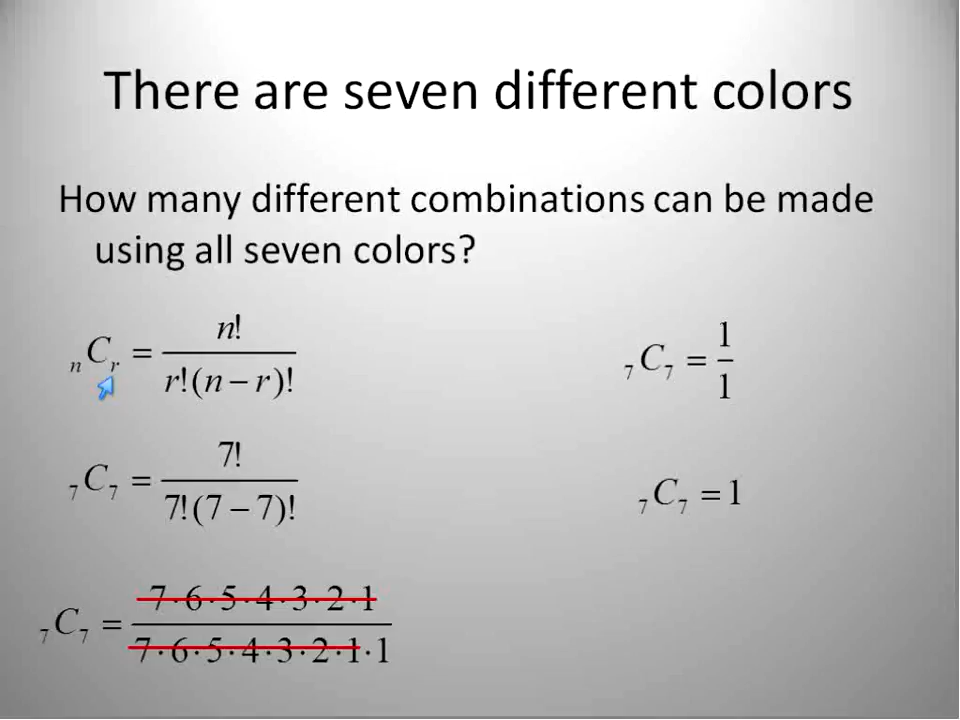 There are seven different colors
How many different combinations can be made
using all seven colors?
nCr = n! / r!(n − r)!
7C7 = 7! / 7!(7 − 7)!
7C7 = 7·6·5·4·3·2·1 / 7·6·5·4·3·2·1·1
7C7 = 1 / 1
7C7 = 1